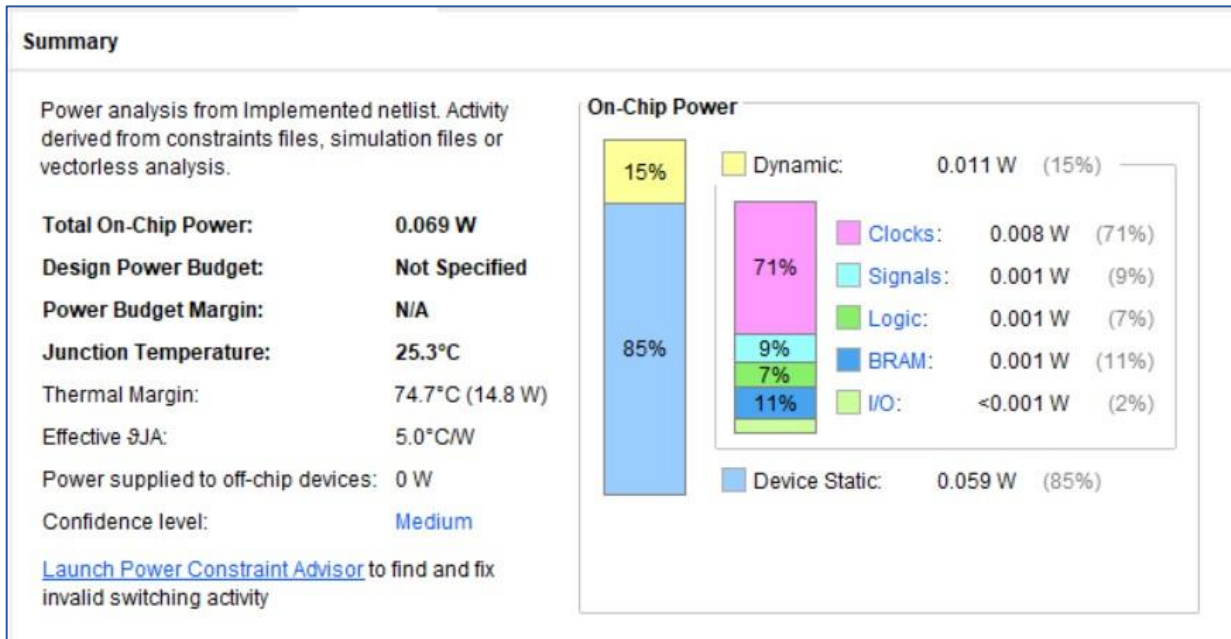 Summary
Power analysis from Implemented netlist. Activity
derived from constraints files, simulation files or
vectorless analysis.
Total On-Chip Power: 0.069 W
Design Power Budget: Not Specified
Power Budget Margin: N/A
Junction Temperature: 25.3°C
Thermal Margin: 74.7°C (14.8 W)
Effective ϑJA: 5.0°C/W
Power supplied to off-chip devices: 0 W
Confidence level: Medium
Launch Power Constraint Advisor to find and fix
invalid switching activity
On-Chip Power
15%
85%
Dynamic: 0.011 W (15%)
71%
9%
7%
11%
Clocks: 0.008 W (71%)
Signals: 0.001 W (9%)
Logic: 0.001 W (7%)
BRAM: 0.001 W (11%)
I/O: <0.001 W (2%)
Device Static: 0.059 W (85%)